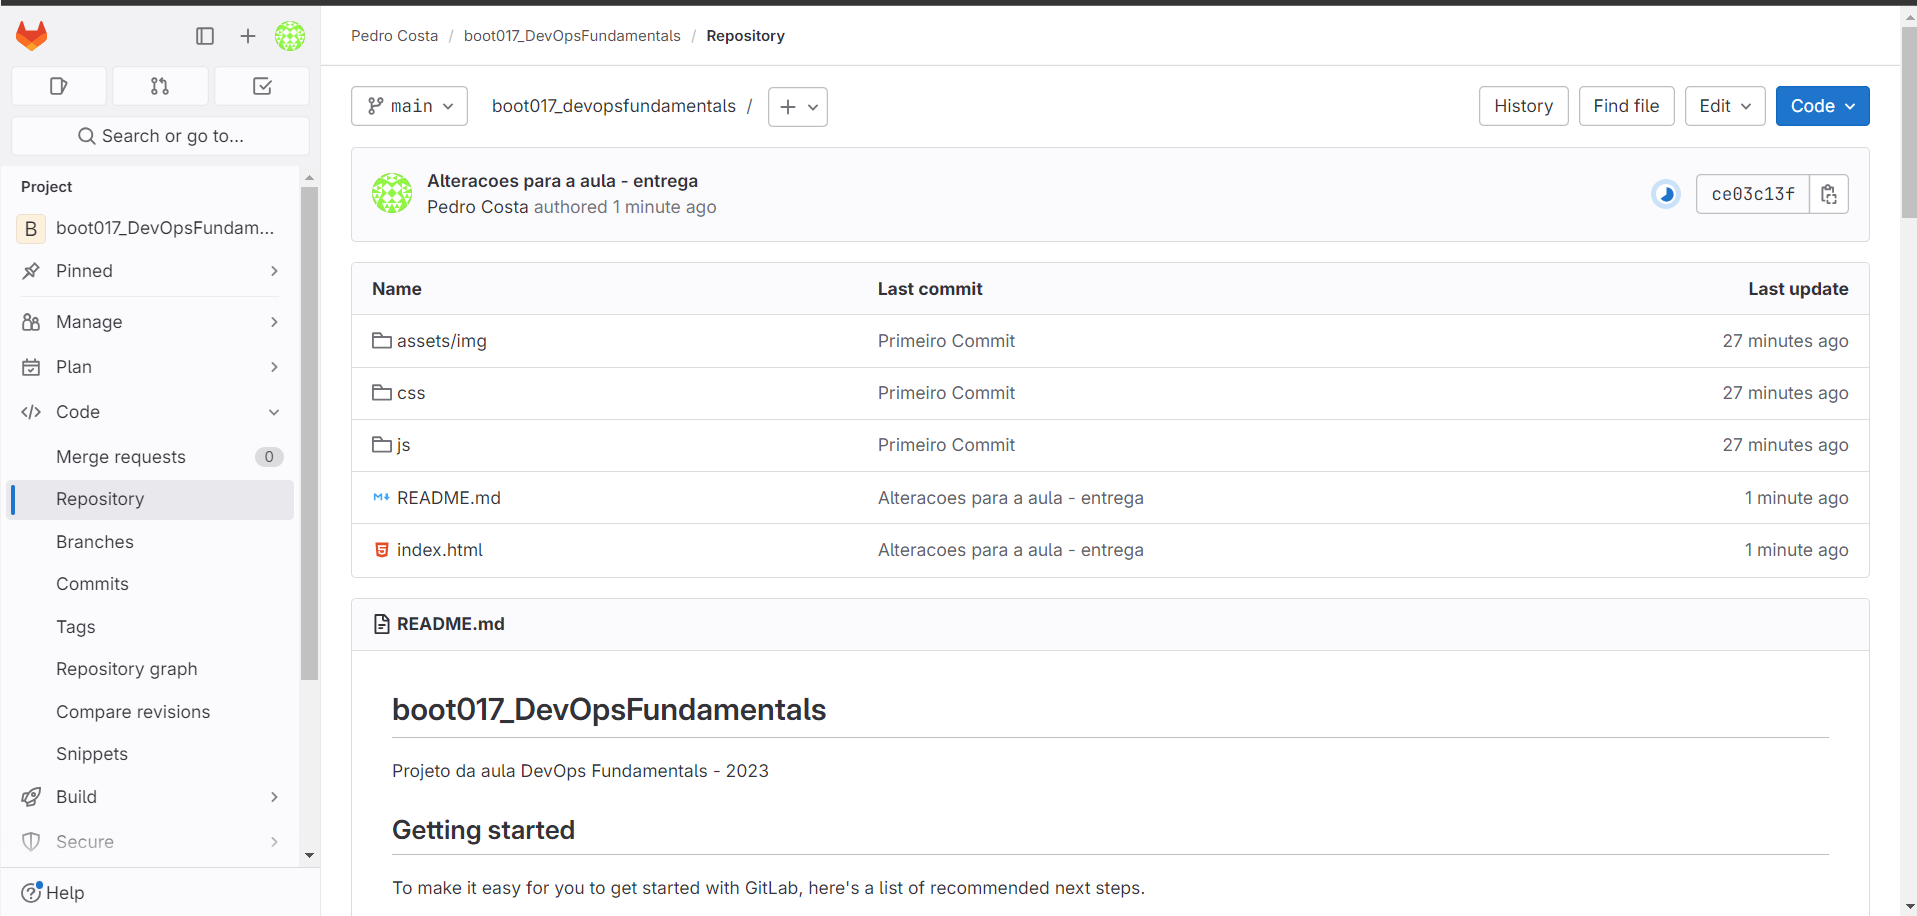 Pedro Costa / boot017_DevOpsFundamentals / Repository
Search or go to...
Project
B boot017_DevOpsFundam...
Pinned
Manage
Plan
Code
Merge requests 0
Repository
Branches
Commits
Tags
Repository graph
Compare revisions
Snippets
Build
Secure
Help
main boot017_devopsfundamentals / +
History Find file Edit Code
Alteracoes para a aula - entrega
Pedro Costa authored 1 minute ago
ce03c13f
Name Last commit Last update
assets/img Primeiro Commit 27 minutes ago
css Primeiro Commit 27 minutes ago
js Primeiro Commit 27 minutes ago
README.md Alteracoes para a aula - entrega 1 minute ago
index.html Alteracoes para a aula - entrega 1 minute ago
README.md
boot017_DevOpsFundamentals
Projeto da aula DevOps Fundamentals - 2023
Getting started
To make it easy for you to get started with GitLab, here's a list of recommended next steps.